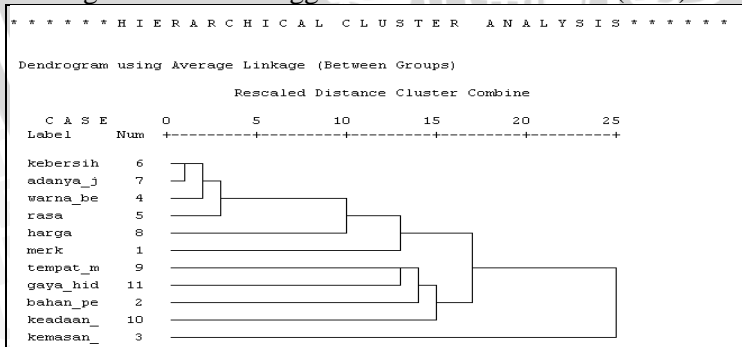 * * * * * * H I E R A R C H I C A L   C L U S T E R   A N A L Y S I S * * * * * *
Dendrogram using Average Linkage (Between Groups)
Rescaled Distance Cluster Combine
C A S E 0 5 10 15 20 25
Label Num +---------+---------+---------+---------+---------+
kebersih 6
adanya_j 7
warna_be 4
rasa 5
harga 8
merk 1
tempat_m 9
gaya_hid 11
bahan_pe 2
keadaan_ 10
kemasan_ 3